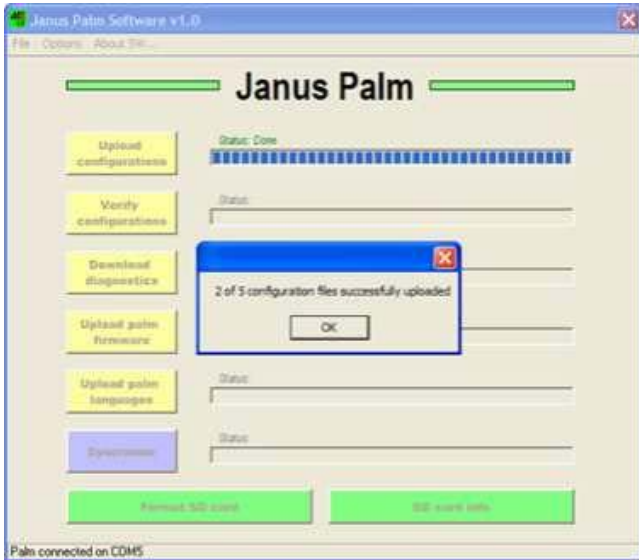 Janus Palm Software v1.0
File Options About SW...
Janus Palm
Upload
configurations
Status: Done
Verify
configurations
Status:
Download
diagnostics
2 of 5 configuration files successfully uploaded
OK
Upload palm
firmware
Upload palm
languages
Status:
Status:
Format SD card
SD card info
Palm connected on COM5